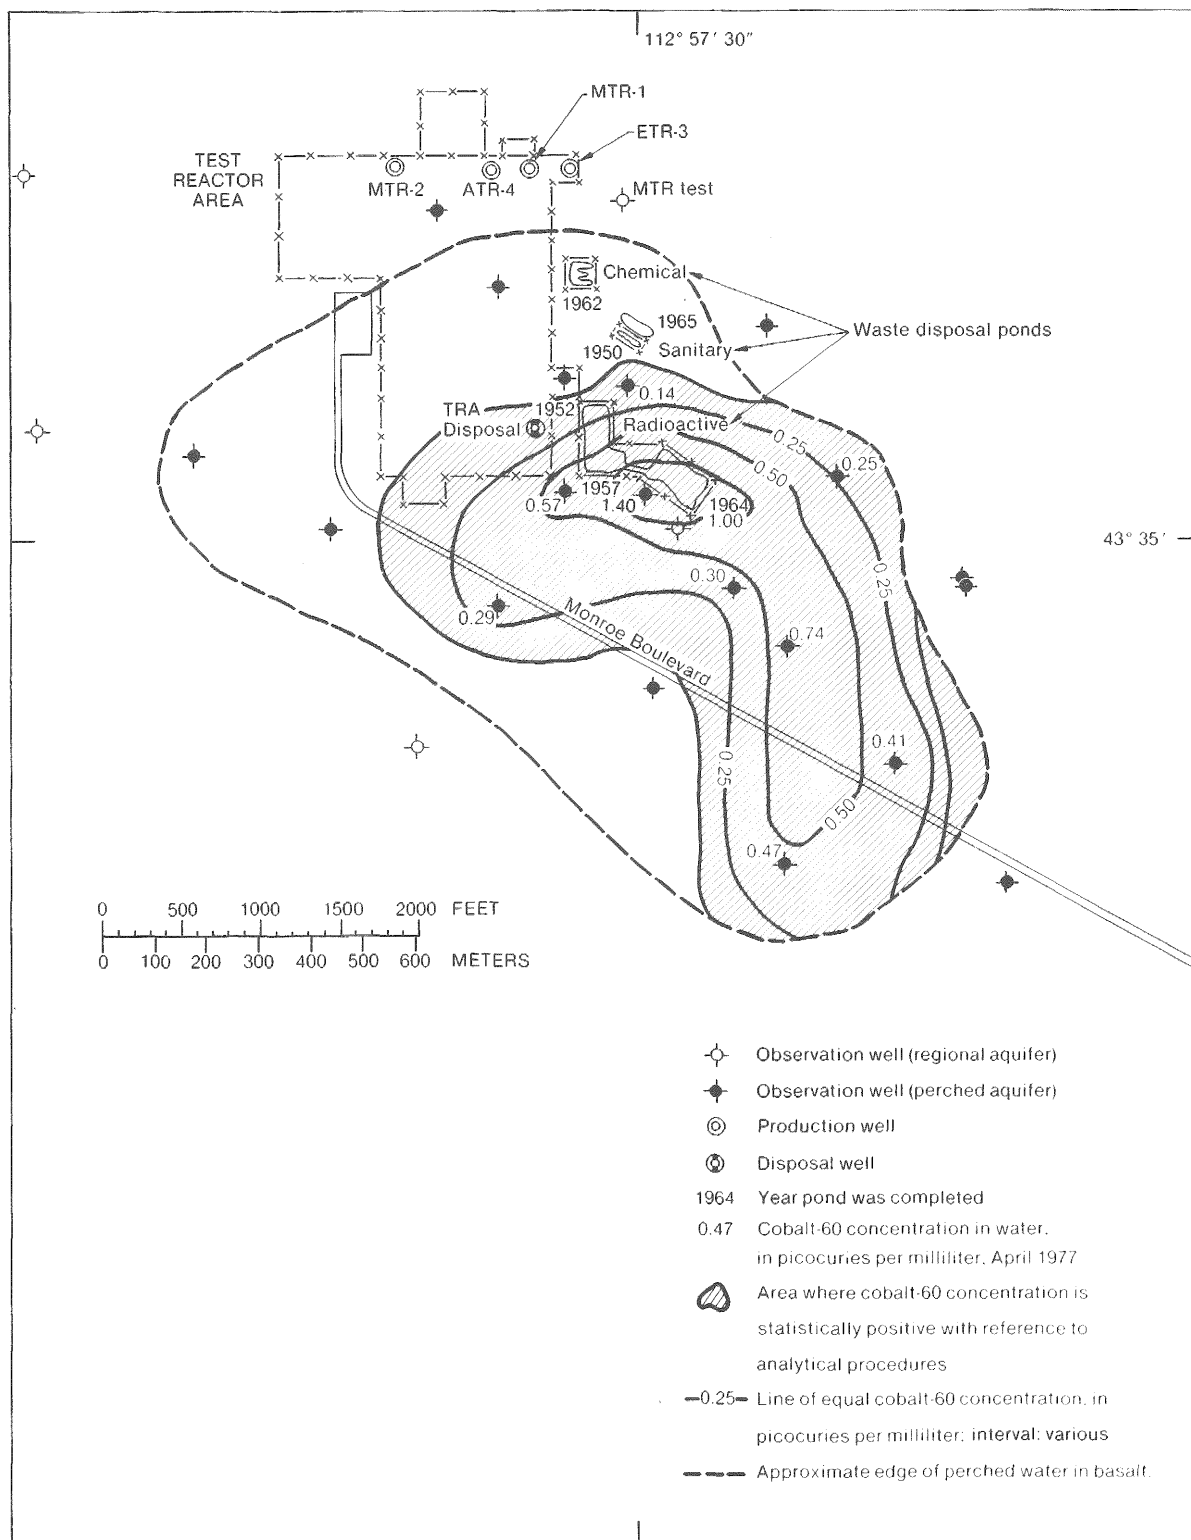 112° 57′ 30″
MTR-1
ETR-3
TEST
REACTOR
AREA
MTR-2
ATR-4
MTR test
Chemical
1962
1965
Waste disposal ponds
1950
Sanitary
0.14
TRA
Disposal
1952
Radioactive
0.25
0.50
0.25
1957
0.57
1.40
1964
1.00
43° 35′
0.30
0.25
0.29
Monroe Boulevard
0.74
0.41
0.25
0.50
0.47
0 500 1000 1500 2000 FEET
0 100 200 300 400 500 600 METERS
Observation well (regional aquifer)
Observation well (perched aquifer)
Production well
Disposal well
1964 Year pond was completed
0.47 Cobalt-60 concentration in water,
in picocuries per milliliter, April 1977
Area where cobalt-60 concentration is
statistically positive with reference to
analytical procedures
0.25 Line of equal cobalt-60 concentration, in
picocuries per milliliter; interval: various
Approximate edge of perched water in basalt.